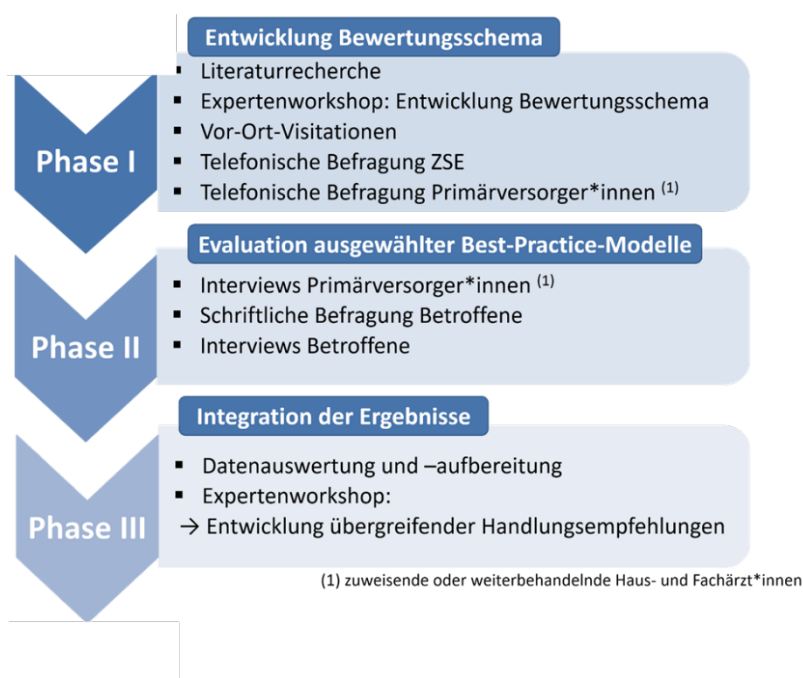 Entwicklung Bewertungsschema
Phase I
▪ Literaturrecherche
▪ Expertenworkshop: Entwicklung Bewertungsschema
▪ Vor-Ort-Visitationen
▪ Telefonische Befragung ZSE
▪ Telefonische Befragung Primärversorger*innen (1)
Evaluation ausgewählter Best-Practice-Modelle
Phase II
▪ Interviews Primärversorger*innen (1)
▪ Schriftliche Befragung Betroffene
▪ Interviews Betroffene
Integration der Ergebnisse
Phase III
▪ Datenauswertung und –aufbereitung
▪ Expertenworkshop:
→ Entwicklung übergreifender Handlungsempfehlungen
(1) zuweisende oder weiterbehandelnde Haus- und Fachärzt*innen